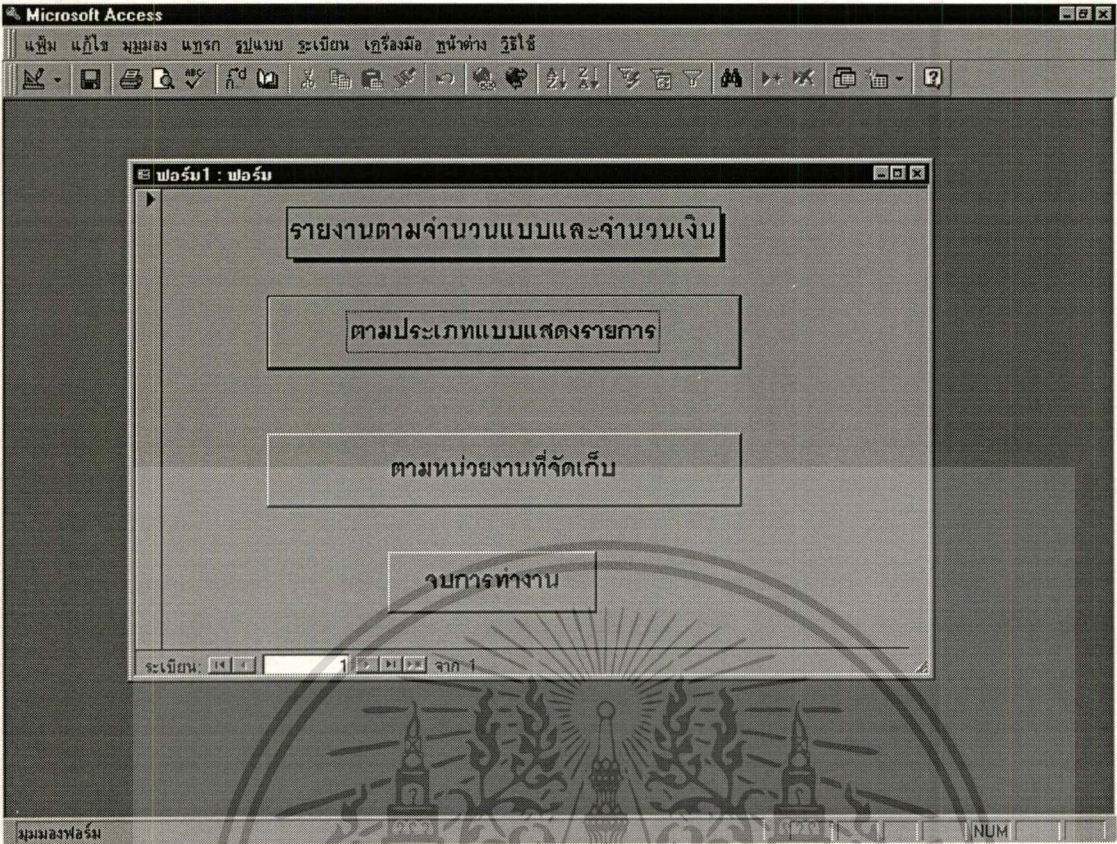 Microsoft Access
แฟ้ม แก้ไข มุมมอง แทรก รูปแบบ ระเบียน เครื่องมือ หน้าต่าง วิธีใช้
ฟอร์ม1 : ฟอร์ม
รายงานตามจำนวนแบบและจำนวนเงิน
ตามประเภทแบบแสดงรายการ
ตามหน่วยงานที่จัดเก็บ
จบการทำงาน
ระเบียน: 1 จาก 1
มุมมองฟอร์ม NUM